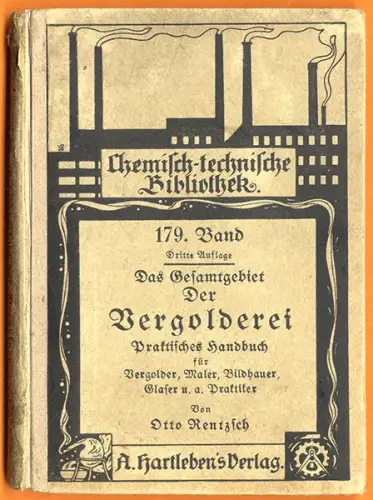 Chemisch-technische
Bibliothek.
179. Band
Dritte Auflage
Das Gesamtgebiet
Der
Vergolderei
Praktisches Handbuch
für
Vergolder, Maler, Bildhauer,
Glaser u. a. Praktiker
Von
Otto Rentzsch
A. Hartleben's Verlag.